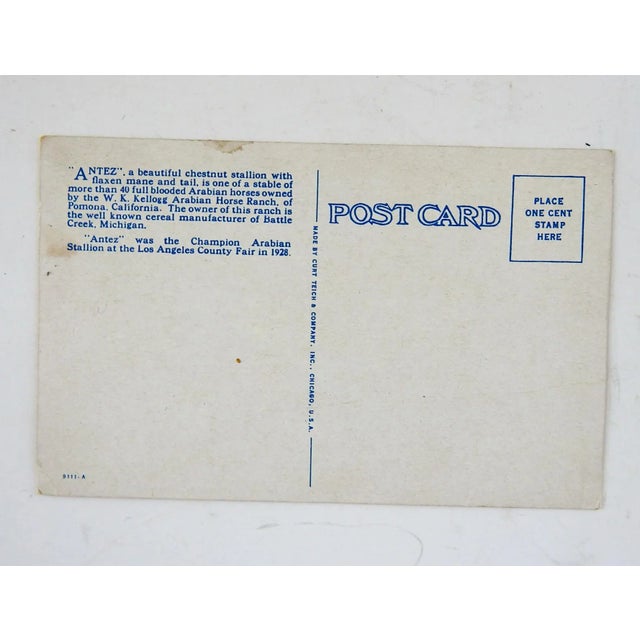 "ANTEZ", a beautiful chestnut stallion with
flaxen mane and tail, is one of a stable of
more than 40 full blooded Arabian horses owned
by the W. K. Kellogg Arabian Horse Ranch, of
Pomona, California. The owner of this ranch is
the well known cereal manufacturer of Battle
Creek, Michigan.
"Antez" was the Champion Arabian
Stallion at the Los Angeles County Fair in 1928.
9111-A
MADE BY CURT TEICH & COMPANY, INC., CHICAGO, U.S.A.
POST CARD
PLACE
ONE CENT
STAMP
HERE